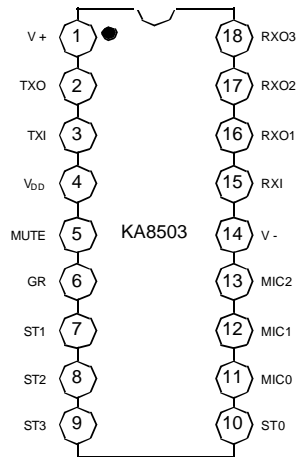 V + 1 18 RXO3
TXO 2 17 RXO2
TXI 3 16 RXO1
VDD 4 15 RXI
MUTE 5 KA8503 14 V -
GR 6 13 MIC2
ST1 7 12 MIC1
ST2 8 11 MIC0
ST3 9 10 ST0